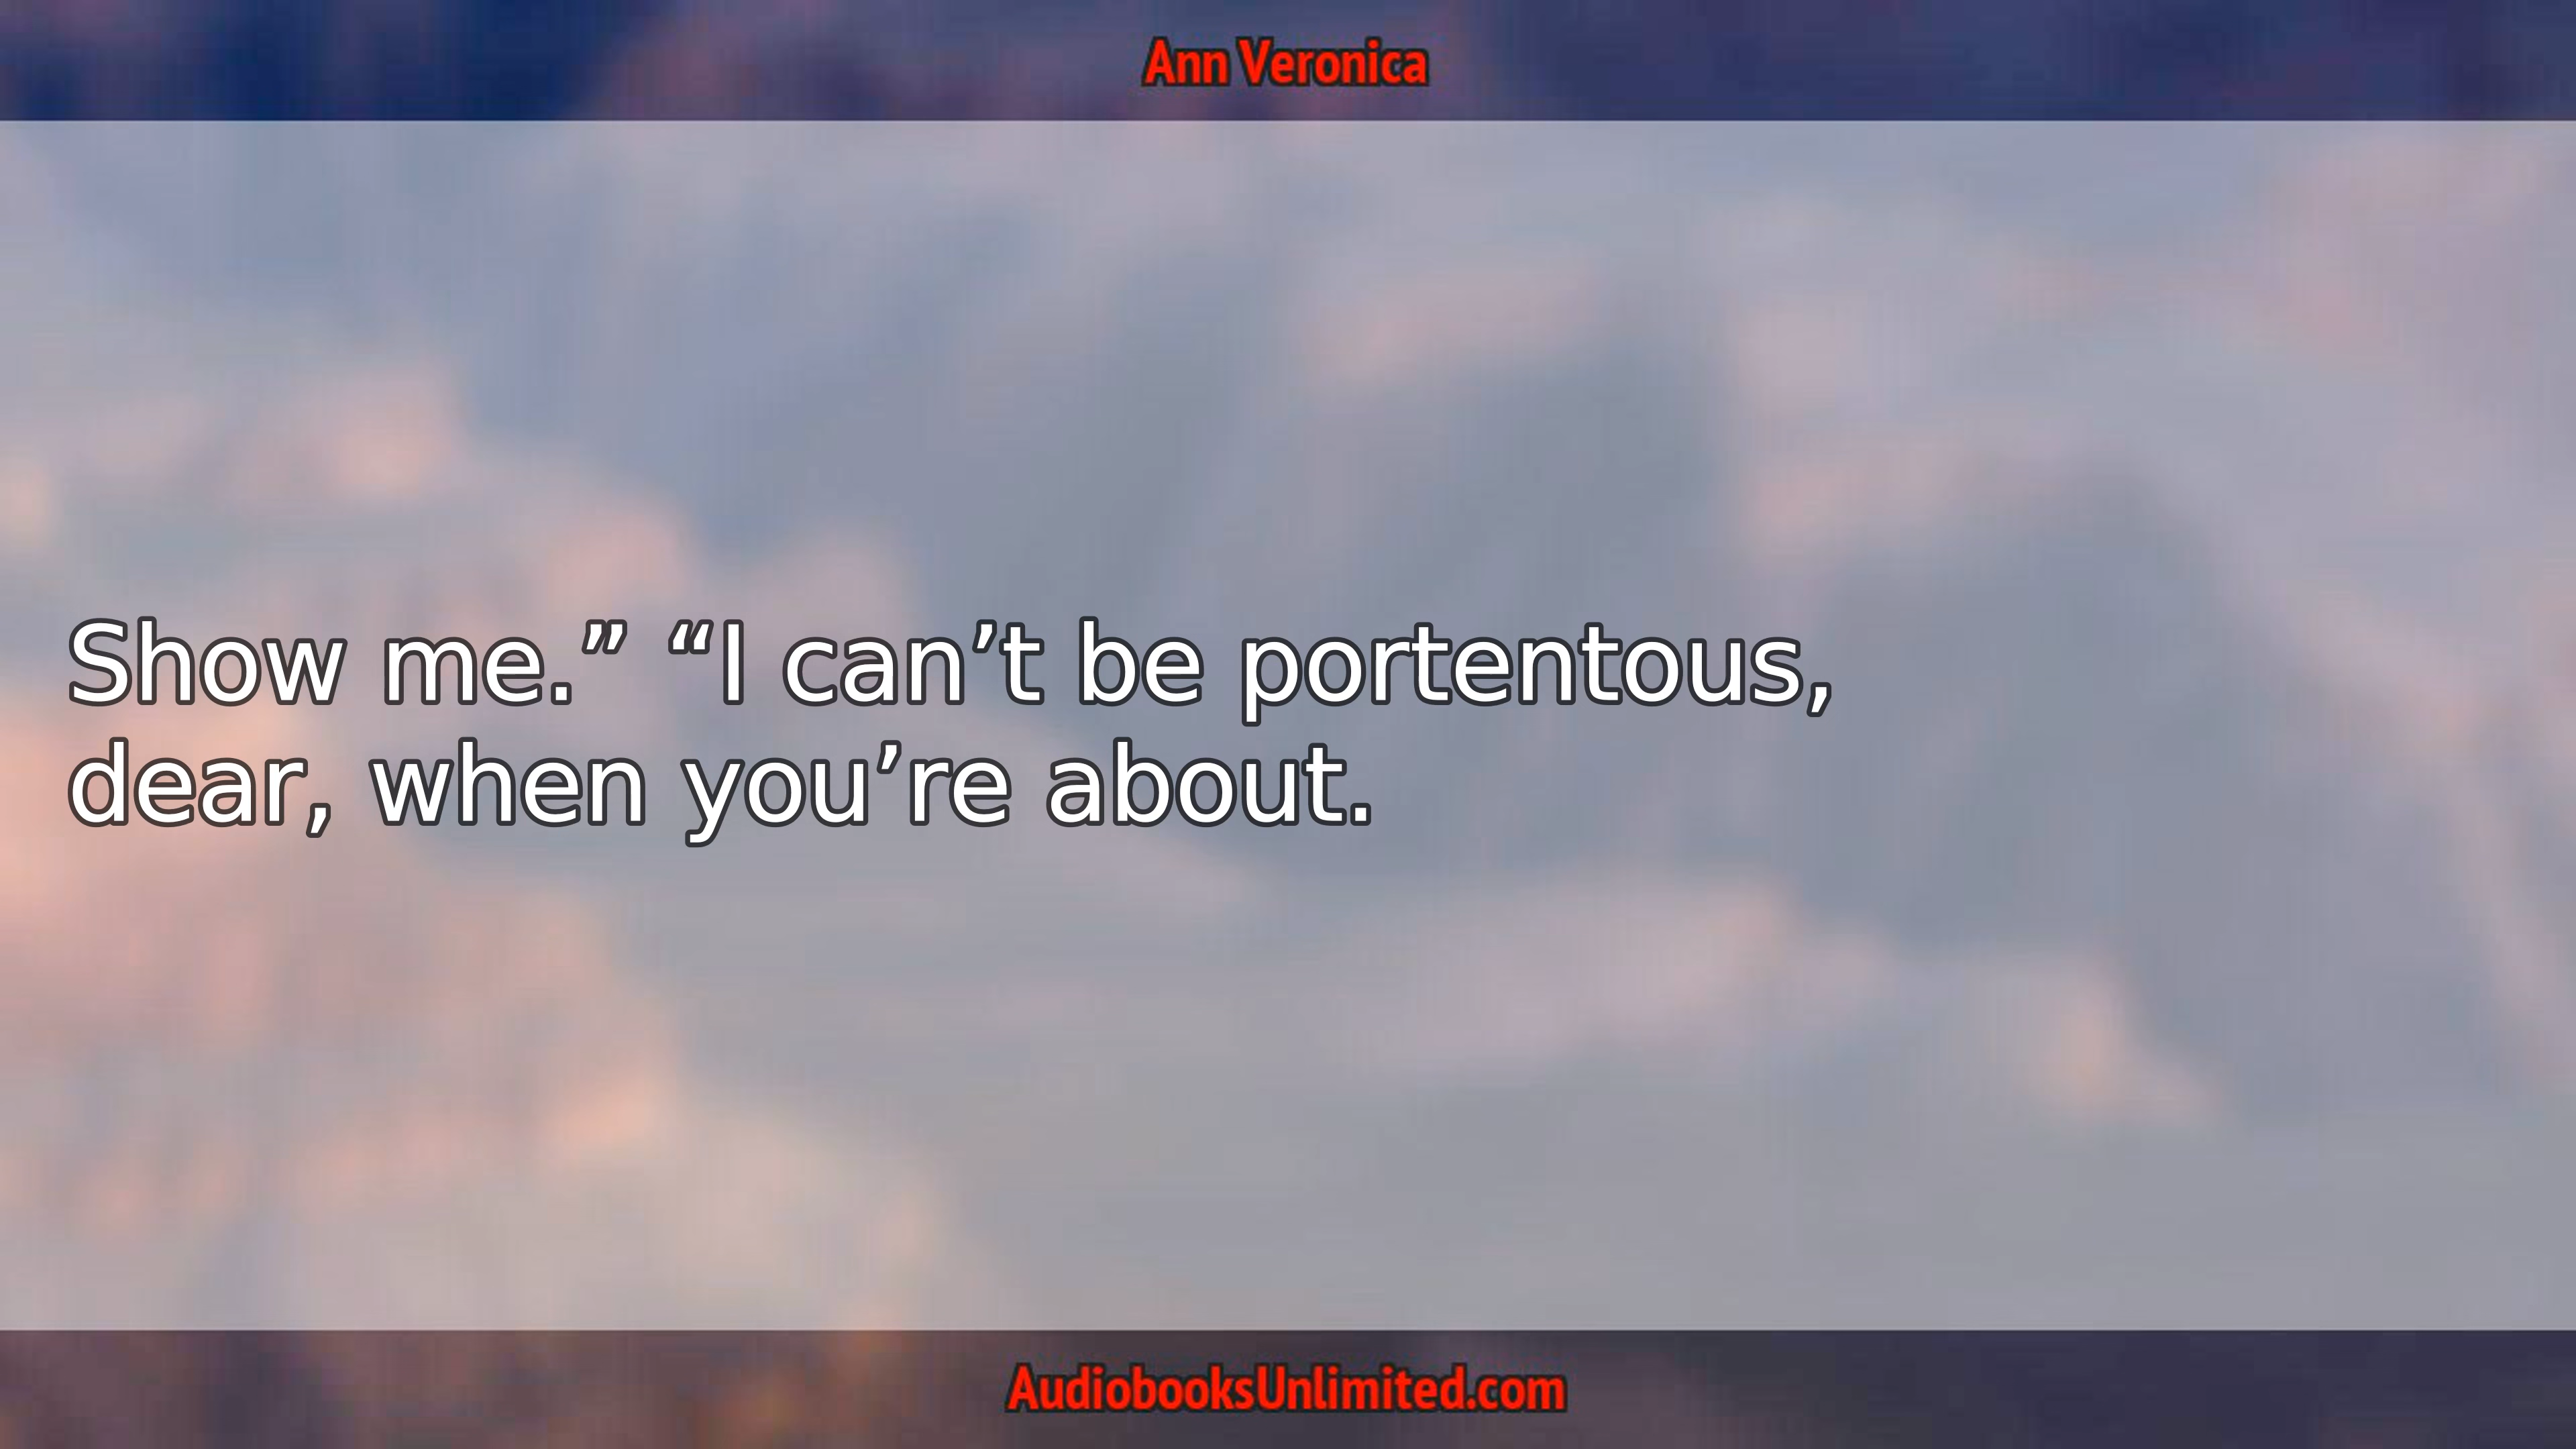 Ann Veronica
Show me.” “I can’t be portentous,
dear, when you’re about.
AudiobooksUnlimited.com